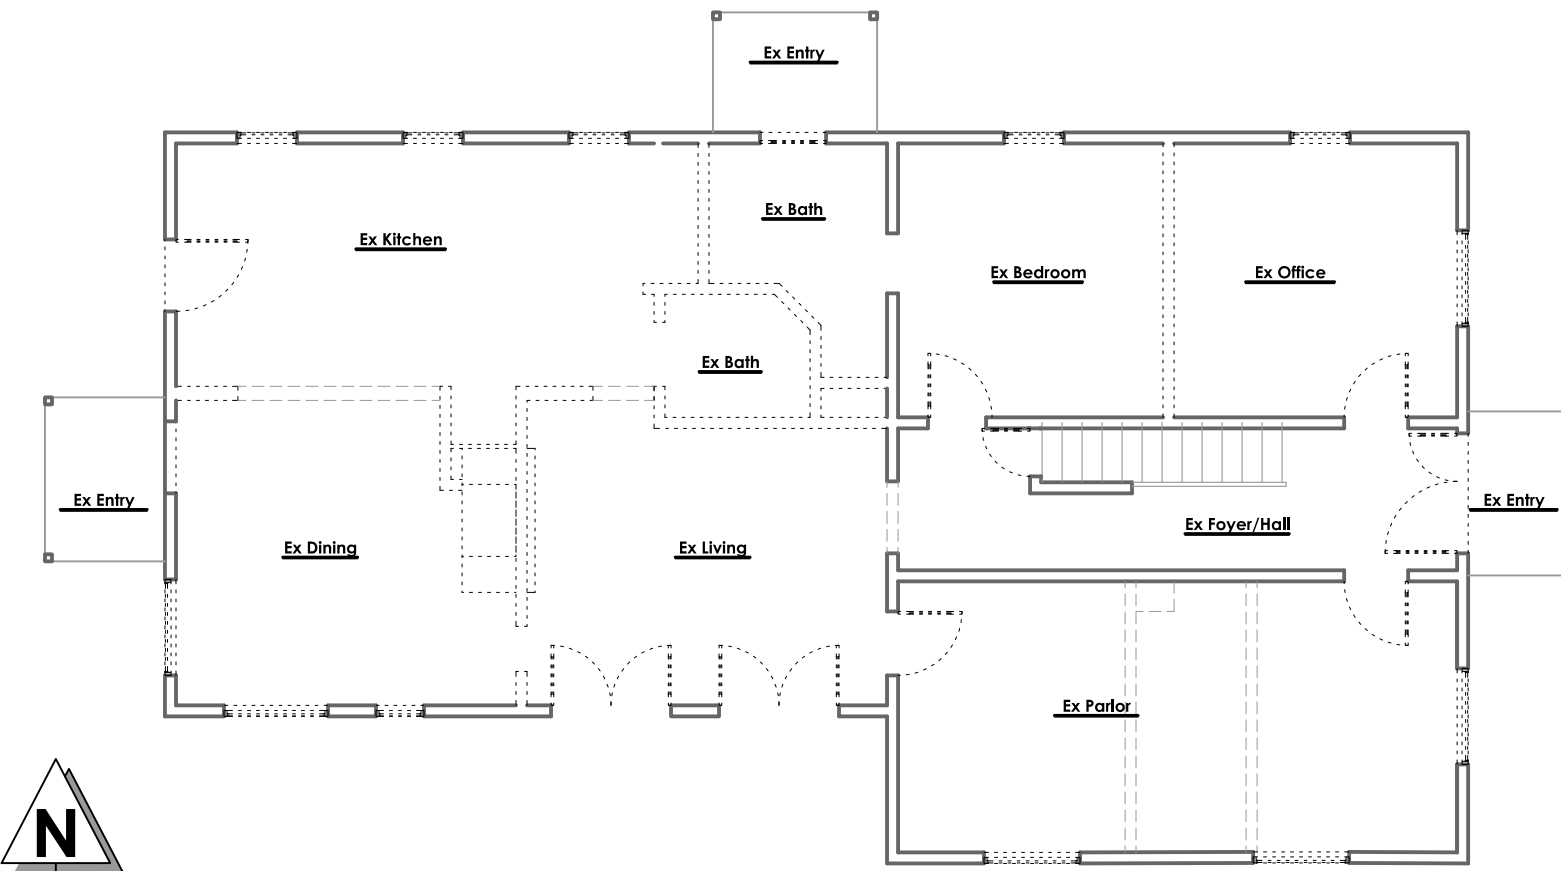 Ex Entry
Ex Bath
Ex Kitchen
Ex Bedroom
Ex Office
Ex Bath
Ex Entry
Ex Entry
Ex Foyer/Hall
Ex Dining
Ex Living
Ex Parlor
N